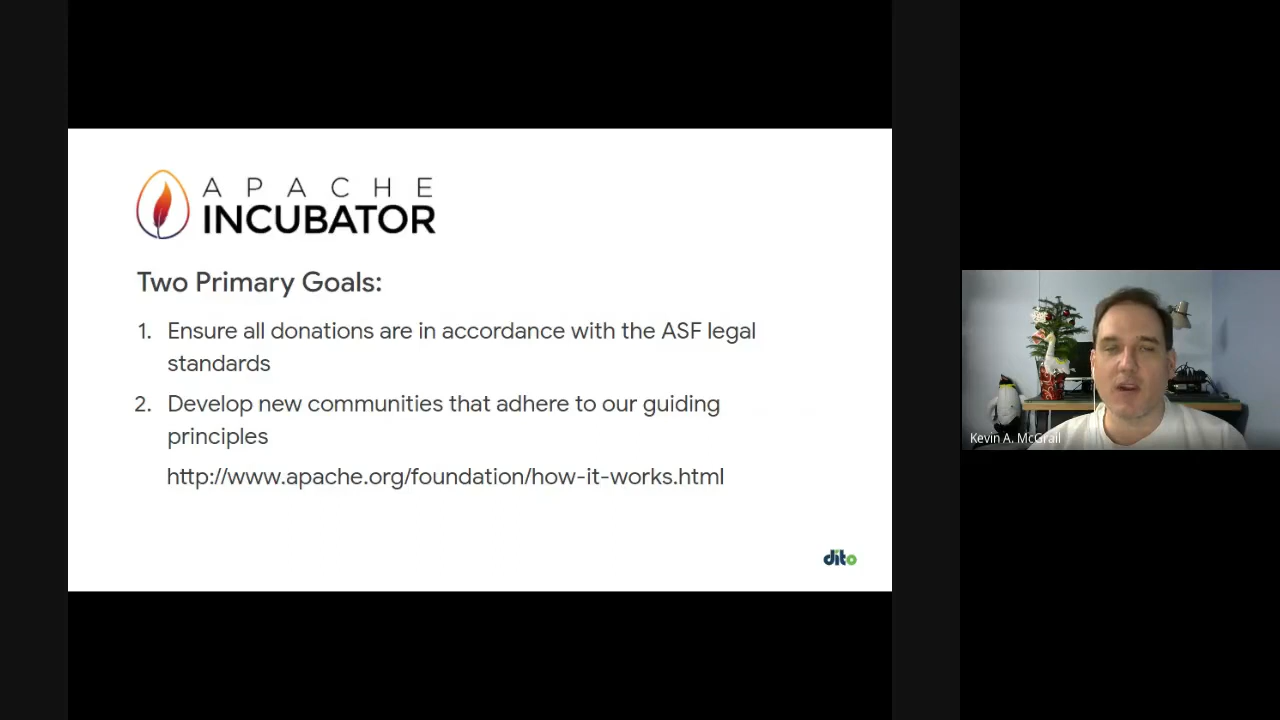 APACHE
INCUBATOR
Two Primary Goals:
1. Ensure all donations are in accordance with the ASF legal
standards
2. Develop new communities that adhere to our guiding
principles
http://www.apache.org/foundation/how-it-works.html
dito
Kevin A. McGrail